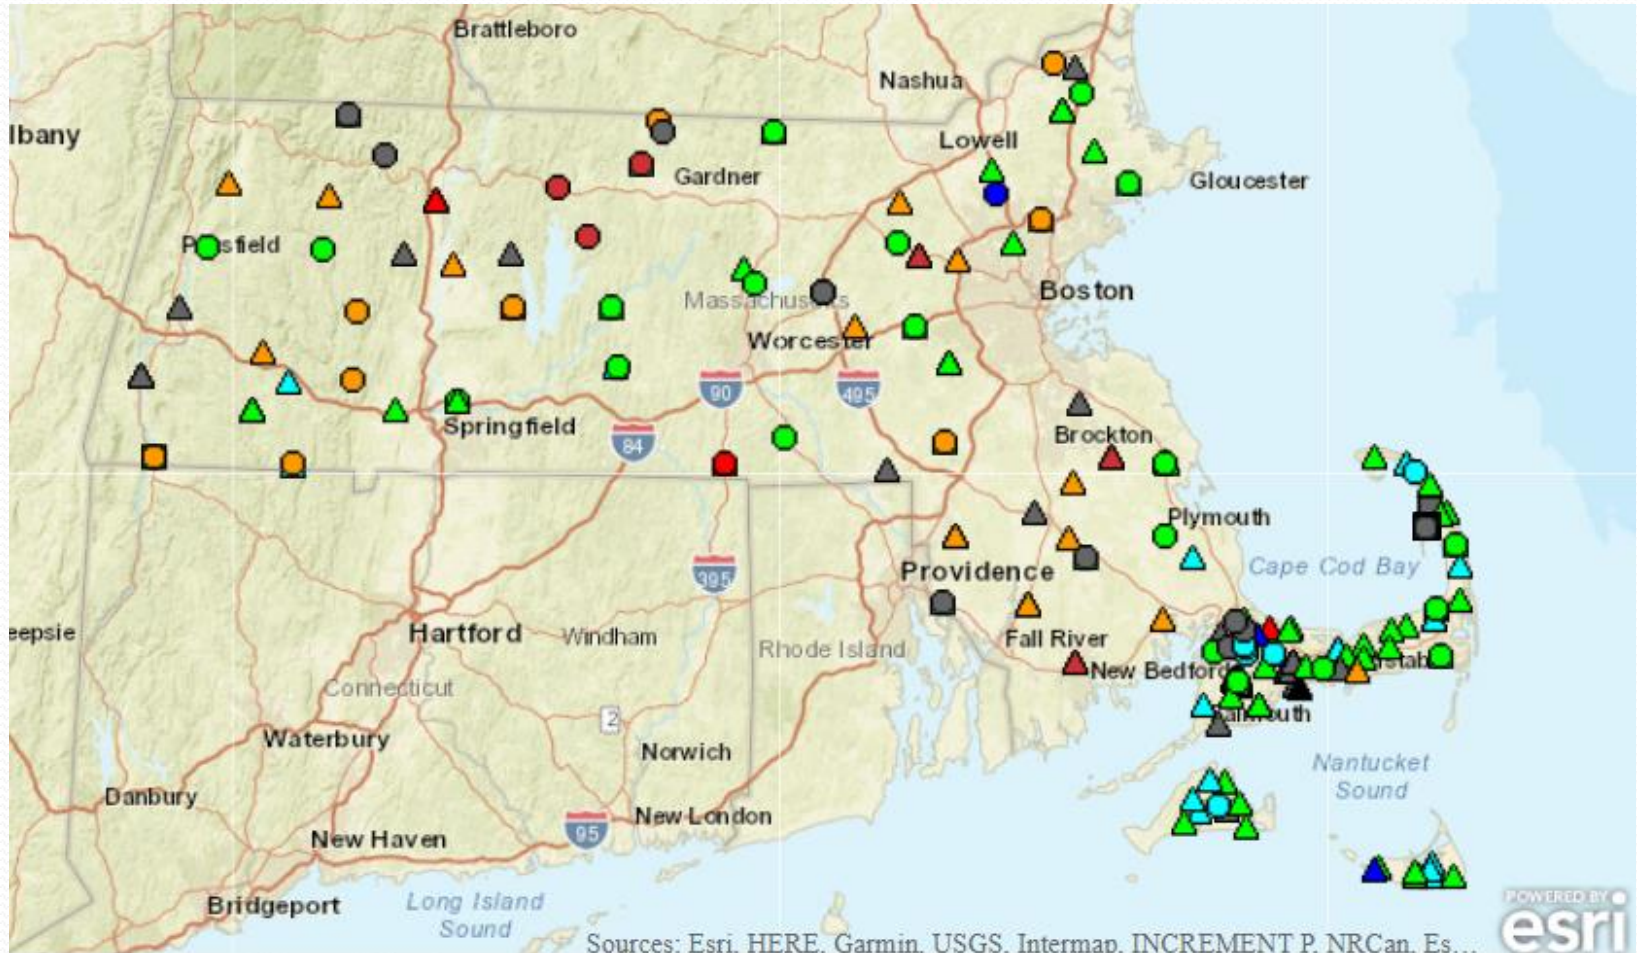 Brattleboro
Nashua
lbany
Lowell
Gardner
Gloucester
Massachusetts
Boston
Worcester
90
495
Springfield
84
Brockton
Plymouth
Cape Cod Bay
Providence
395
eepsie
Hartford
Windham
Fall River
Rhode Island
New Bedford
Connecticut
2
Waterbury
Norwich
Nantucket
Sound
Danbury
New London
95
New Haven
Bridgeport
Long Island
Sound
POWERED BY
esri
Sources: Esri, HERE, Garmin, USGS, Intermap, INCREMENT P, NRCan, Es...